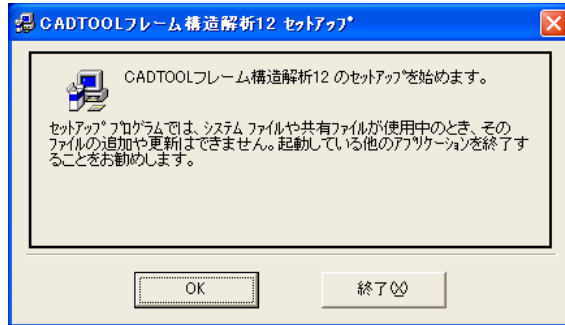 CADTOOLフレーム構造解析12 セットアップ
CADTOOLフレーム構造解析12 のセットアップを始めます。
セットアップ プログラムでは、システム ファイルや共有ファイルが使用中のとき、その
ファイルの追加や更新はできません。起動している他のアプリケーションを終了す
ることをお勧めします。
OK
終了(X)